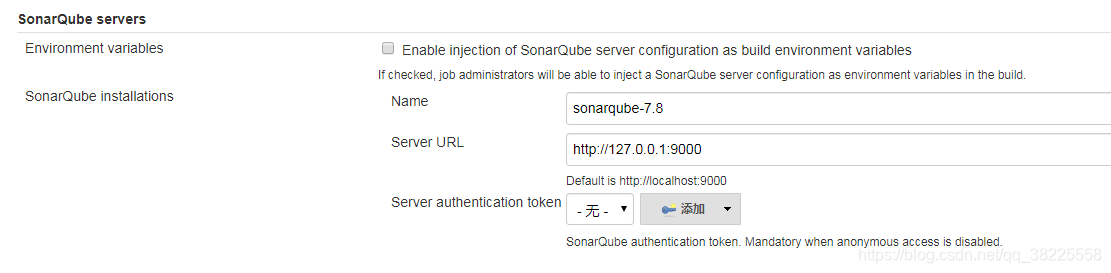 SonarQube servers
Environment variables
Enable injection of SonarQube server configuration as build environment variables
If checked, job administrators will be able to inject a SonarQube server configuration as environment variables in the build.
SonarQube installations
Name
sonarqube-7.8
Server URL
http://127.0.0.1:9000
Default is http://localhost:9000
Server authentication token
- 无 -
添加
SonarQube authentication token. Mandatory when anonymous access is disabled.
https://blog.csdn.net/qq_38225558